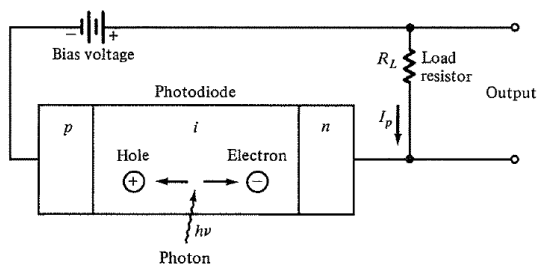 − +
Bias voltage
R_L Load
resistor
Output
Photodiode
p i n
I_p
Hole Electron
+ −
hν
Photon